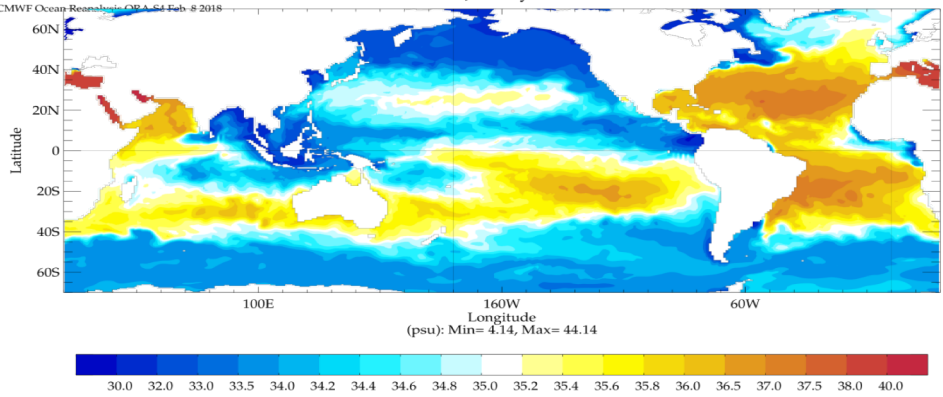 CMWF Ocean Reanalysis ORA-S4 Feb 8 2018
60N
40N
20N
0
20S
40S
60S
Latitude
100E 160W 60W
Longitude
(psu): Min= 4.14, Max= 44.14
30.0 32.0 33.0 33.5 34.0 34.2 34.4 34.6 34.8 35.0 35.2 35.4 35.6 35.8 36.0 36.5 37.0 37.5 38.0 40.0